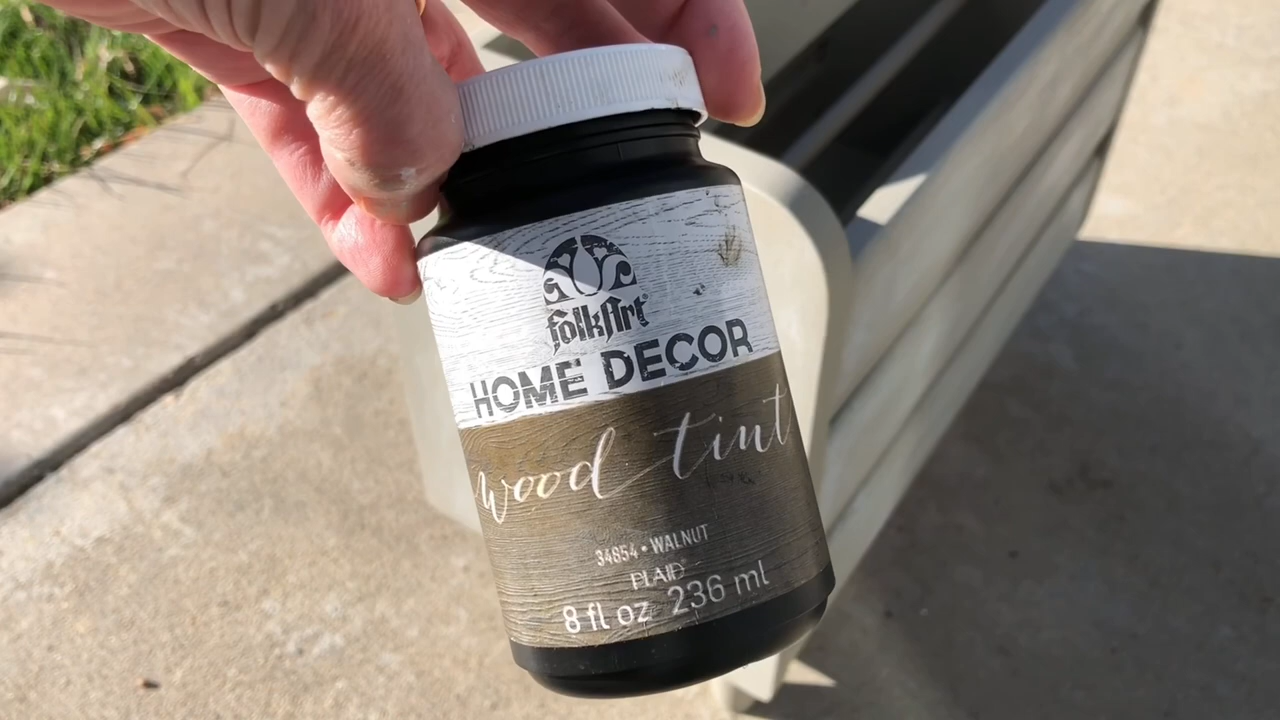 folkArt®
HOME DECOR
wood tint
34854 • WALNUT
PLAID
8 fl oz 236 ml